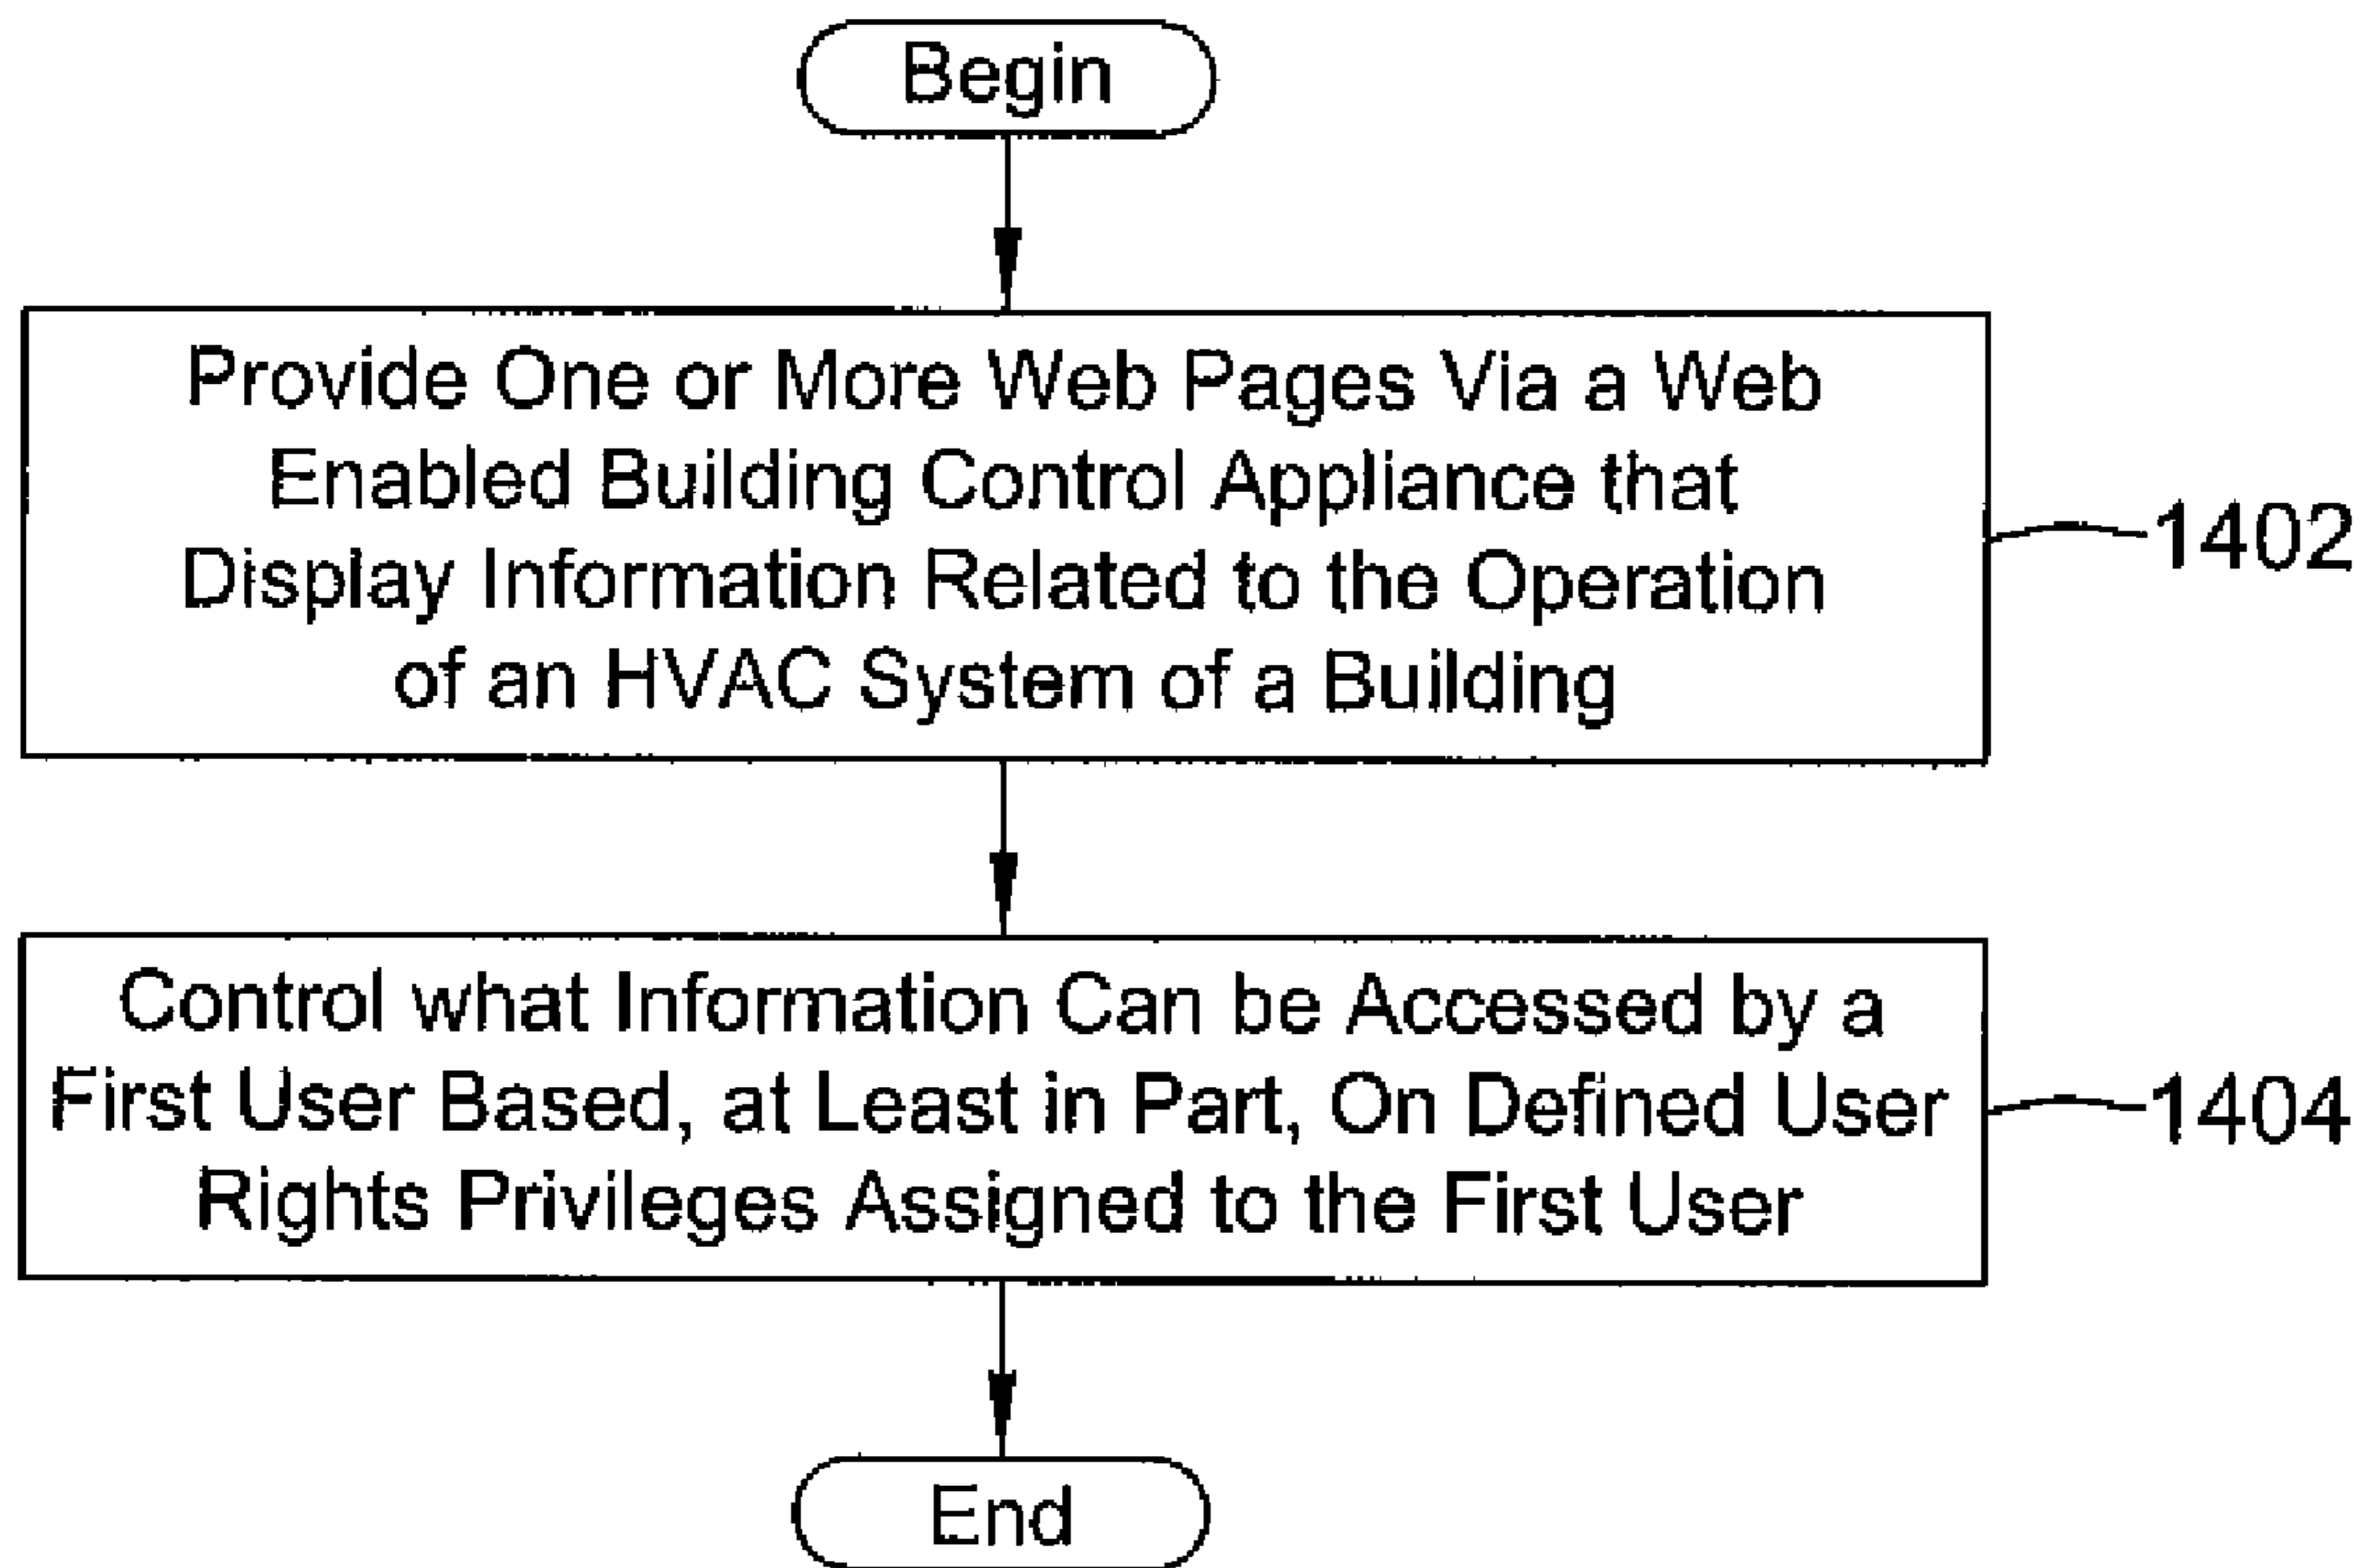 Begin
Provide One or More Web Pages Via a Web
Enabled Building Control Appliance that
Display Information Related to the Operation
of an HVAC System of a Building
1402
Control what Information Can be Accessed by a
First User Based, at Least in Part, On Defined User
Rights Privileges Assigned to the First User
1404
End